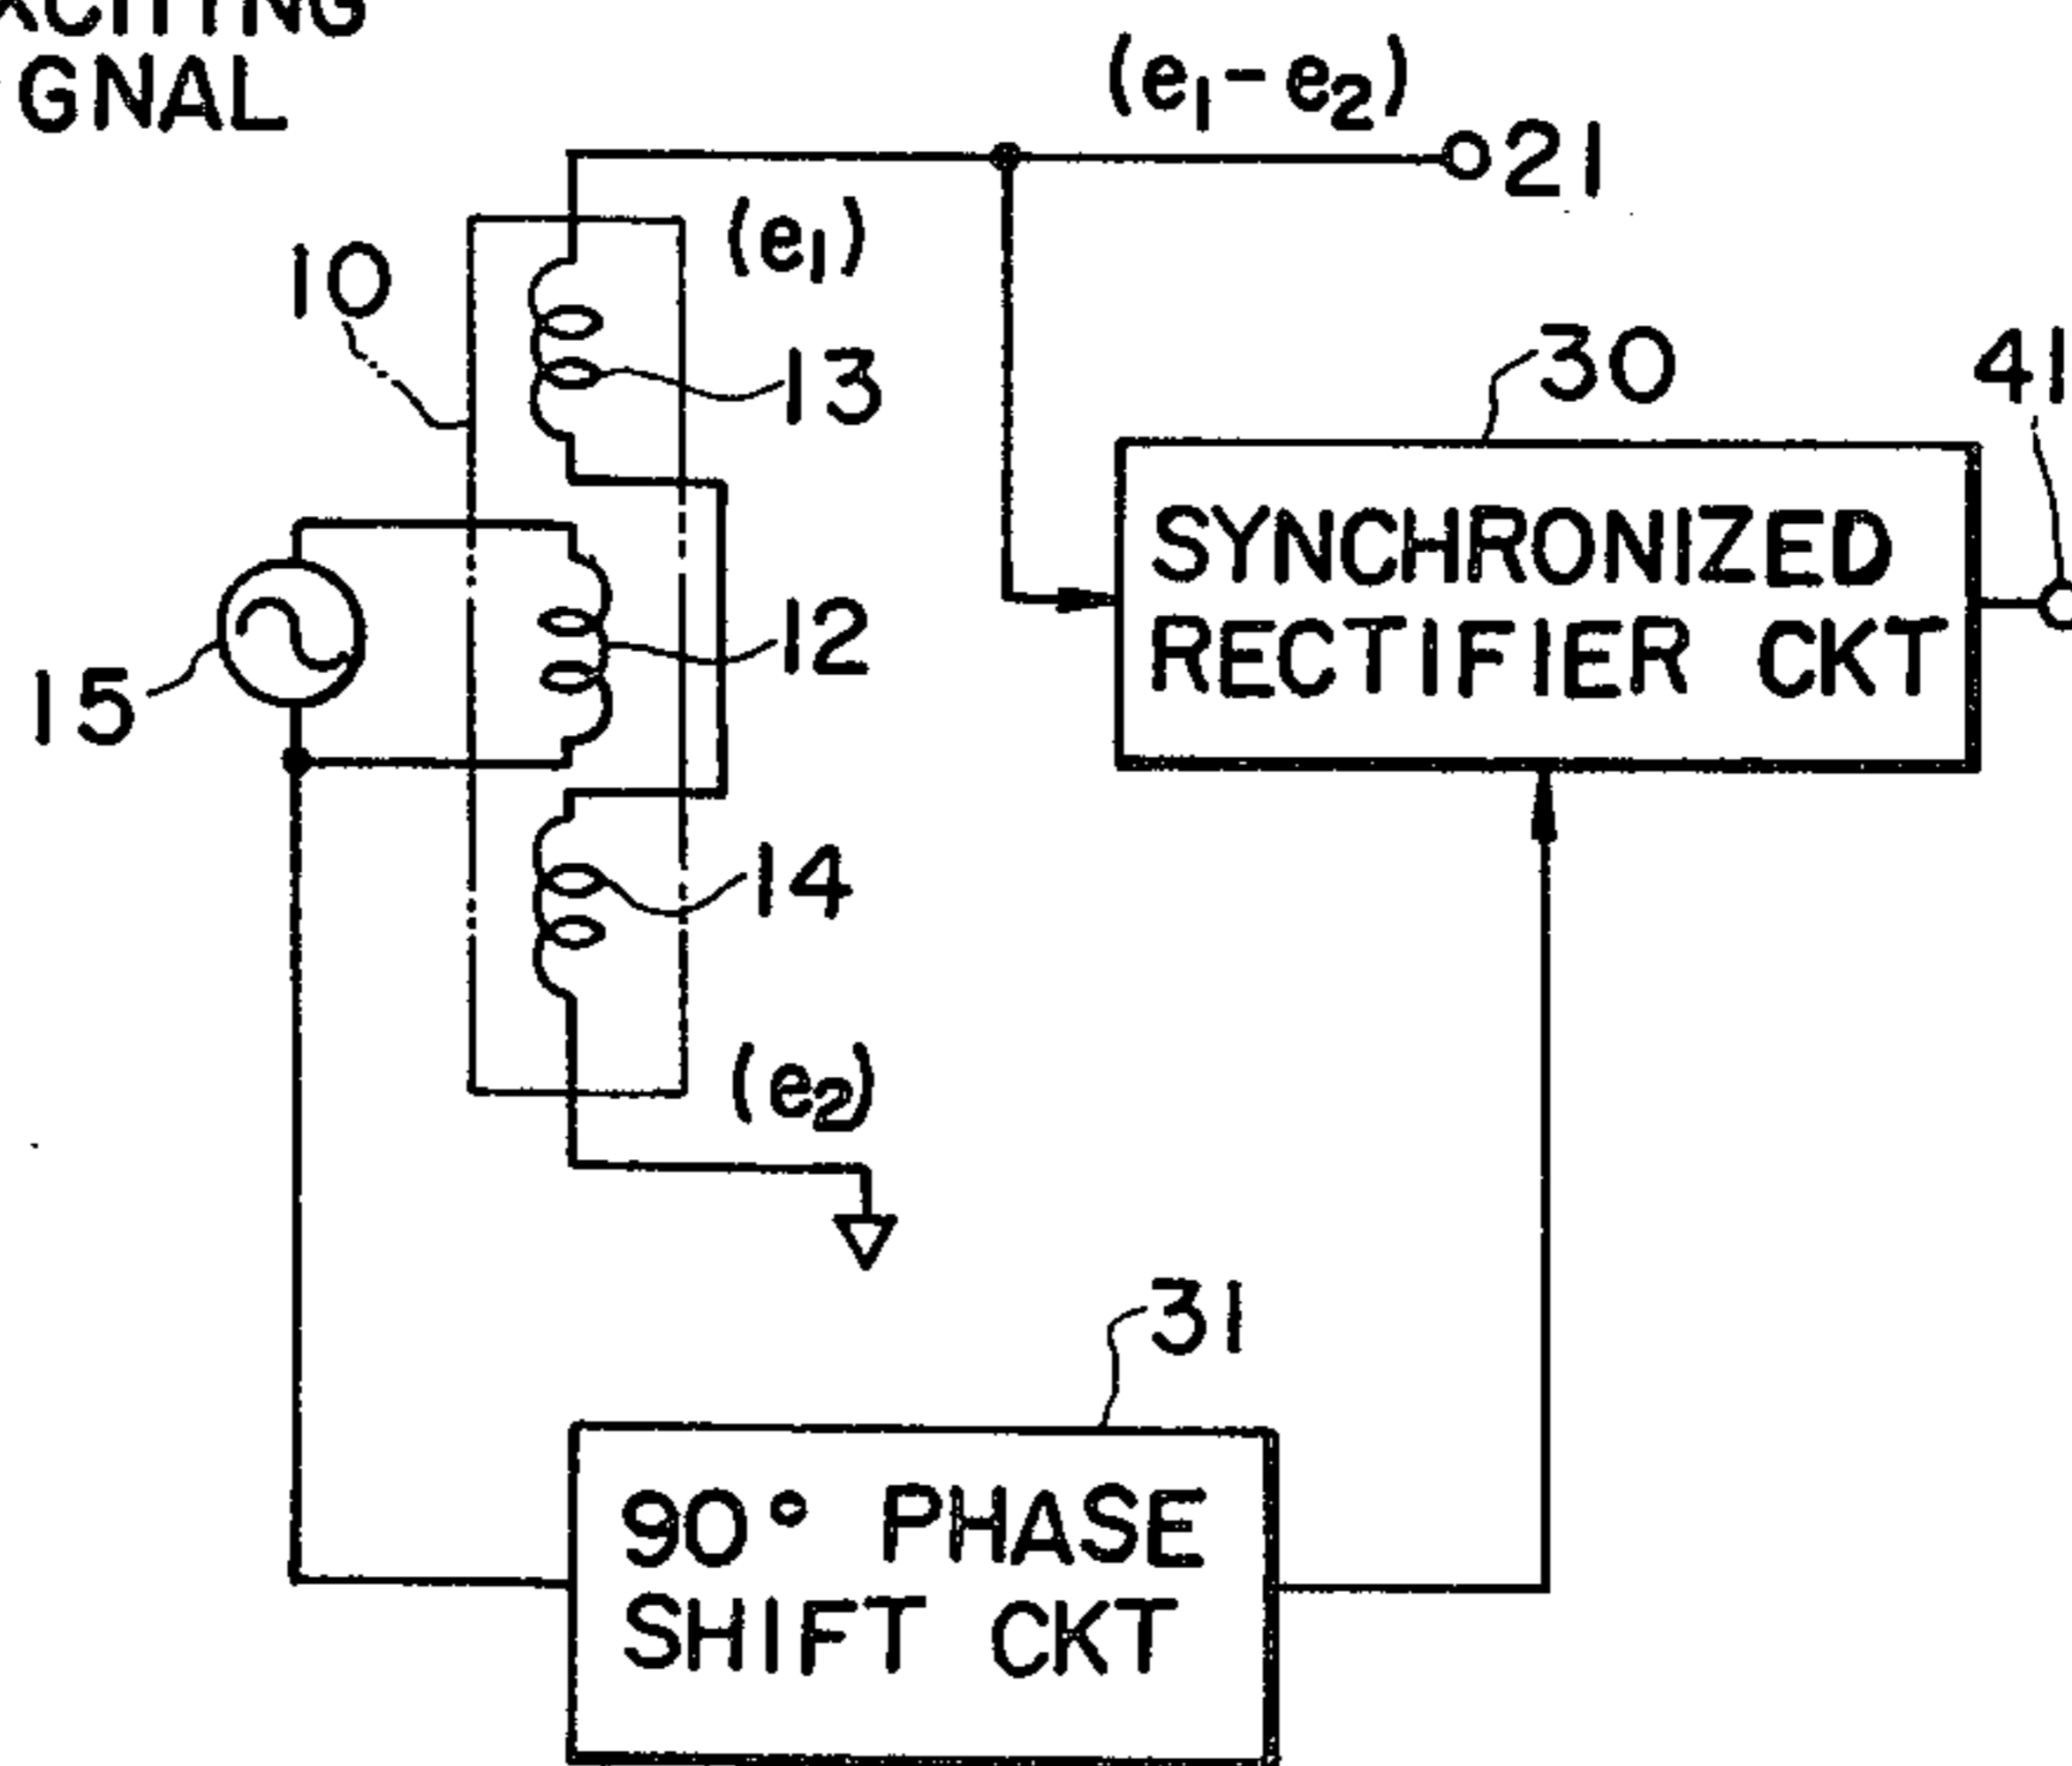 (e1-e2)
21
(e1)
10
13
30
41
SYNCHRONIZED
RECTIFIER CKT
12
15
14
(e2)
31
90° PHASE
SHIFT CKT